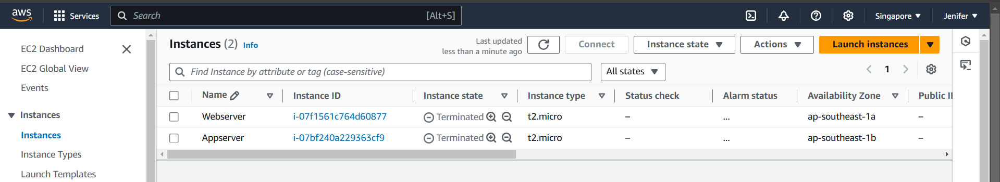 aws Services Search [Alt+S] Singapore Jenifer
EC2 Dashboard
EC2 Global View
Events
Instances
Instances
Instance Types
Launch Templates
Instances (2) Info
Last updated
less than a minute ago
Connect Instance state Actions Launch instances
Find Instance by attribute or tag (case-sensitive) All states 1
Name Instance ID Instance state Instance type Status check Alarm status Availability Zone Public
Webserver i-07f1561c764d60877 Terminated t2.micro – ... ap-southeast-1a –
Appserver i-07bf240a229363cf9 Terminated t2.micro – ... ap-southeast-1b –